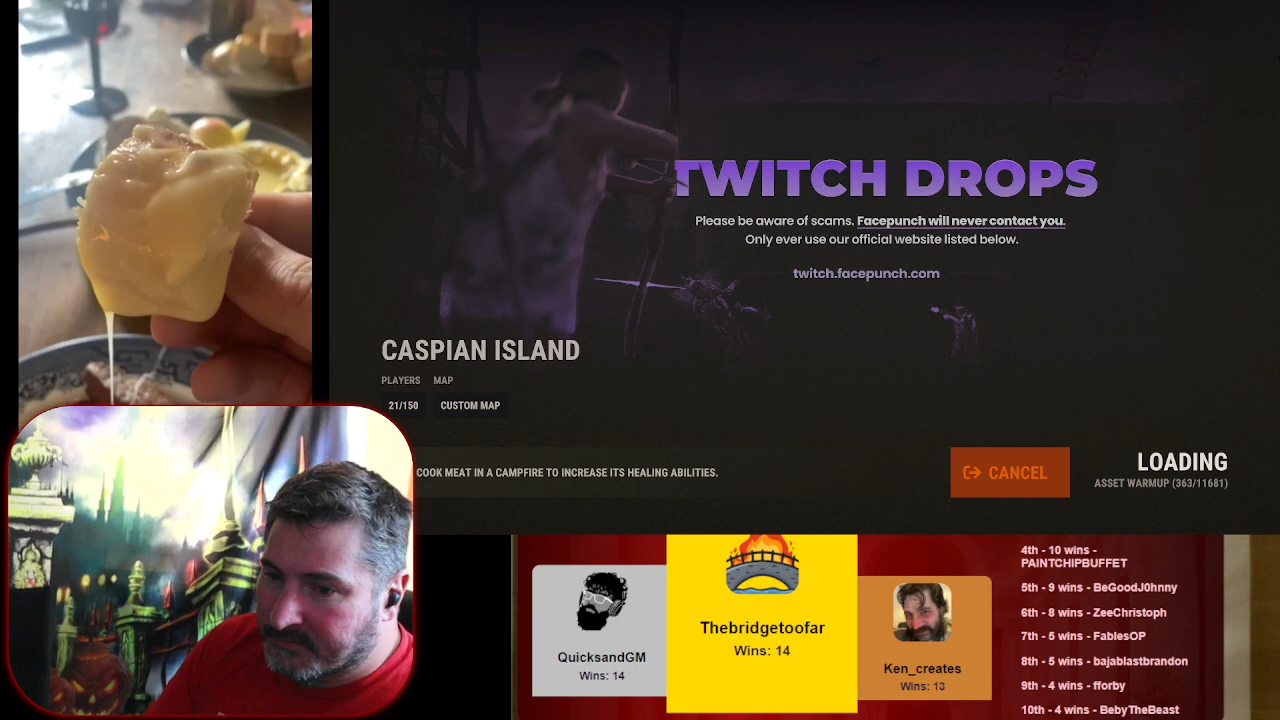 TWITCH DROPS
Please be aware of scams. Facepunch will never contact you.
Only ever use our official website listed below.
twitch.facepunch.com
CASPIAN ISLAND
PLAYERS MAP
21/150 CUSTOM MAP
COOK MEAT IN A CAMPFIRE TO INCREASE ITS HEALING ABILITIES.
CANCEL
LOADING
ASSET WARMUP (363/11681)
QuicksandGM
Wins: 14
Thebridgetoofar
Wins: 14
Ken_creates
Wins: 13
4th - 10 wins -
PAINTCHIPBUFFET
5th - 9 wins - BeGoodJ0hnny
6th - 8 wins - ZeeChristoph
7th - 5 wins - FablesOP
8th - 5 wins - bajablastbrandon
9th - 4 wins - fforby
10th - 4 wins - BebyTheBeast